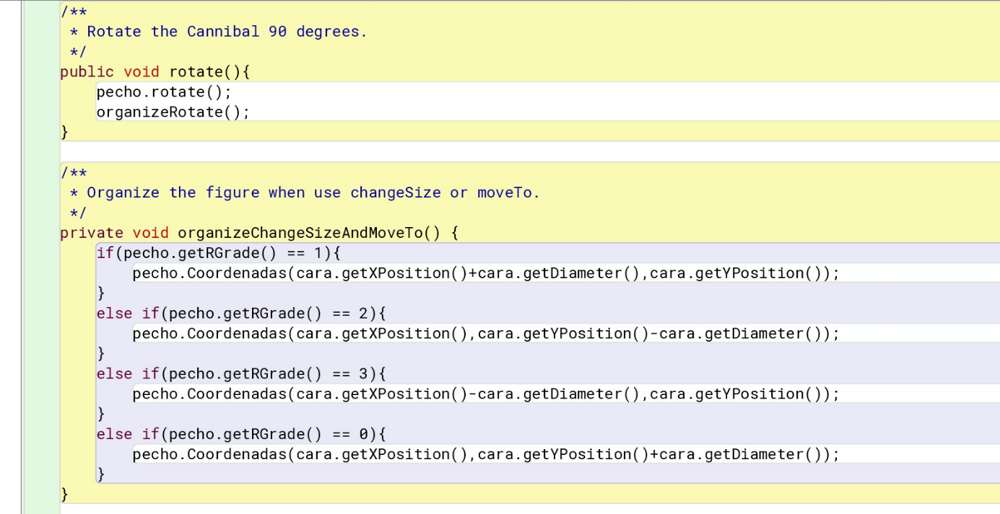 /**
 * Rotate the Cannibal 90 degrees.
 */
public void rotate(){
    pecho.rotate();
    organizeRotate();
}

/**
 * Organize the figure when use changeSize or moveTo.
 */
private void organizeChangeSizeAndMoveTo() {
    if(pecho.getRGrade() == 1){
        pecho.Coordenadas(cara.getXPosition()+cara.getDiameter(),cara.getYPosition());
    }
    else if(pecho.getRGrade() == 2){
        pecho.Coordenadas(cara.getXPosition(),cara.getYPosition()-cara.getDiameter());
    }
    else if(pecho.getRGrade() == 3){
        pecho.Coordenadas(cara.getXPosition()-cara.getDiameter(),cara.getYPosition());
    }
    else if(pecho.getRGrade() == 0){
        pecho.Coordenadas(cara.getXPosition(),cara.getYPosition()+cara.getDiameter());
    }
}